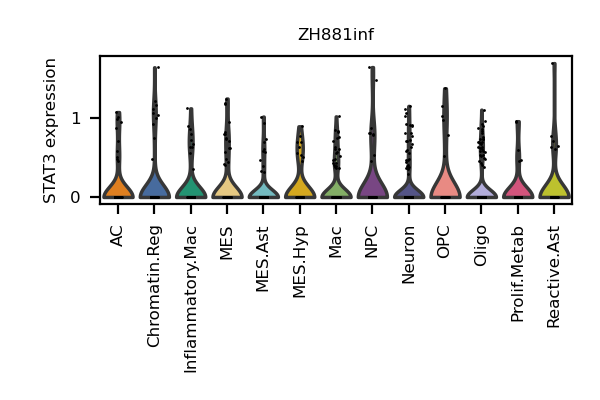 ZH881inf
STAT3 expression
1
0
AC
Chromatin.Reg
Inflammatory.Mac
MES
MES.Ast
MES.Hyp
Mac
NPC
Neuron
OPC
Oligo
Prolif.Metab
Reactive.Ast